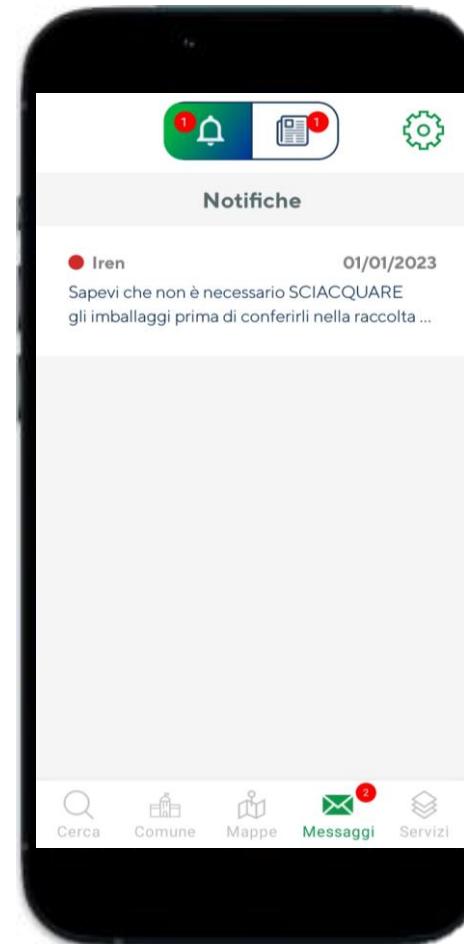 1
1
Notifiche
Iren 01/01/2023
Sapevi che non è necessario SCIACQUARE
gli imballaggi prima di conferirli nella raccolta ...
2
Cerca Comune Mappe Messaggi Servizi